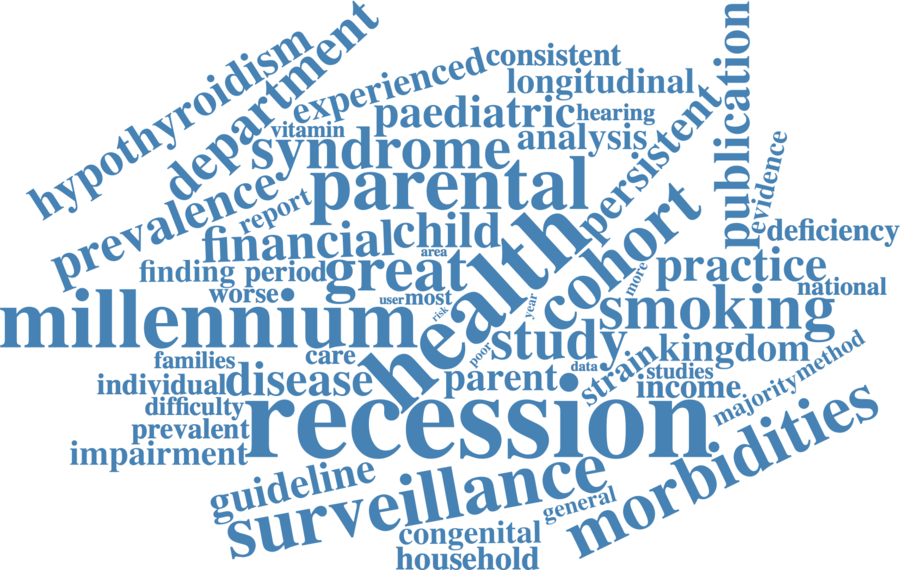 hypothyroidism
department
experienced
consistent
longitudinal
publication
paediatric
hearing
vitamin
syndrome
analysis
persistent
evidence
prevalence
report
parental
financial
child
deficiency
area
finding
period
great
health
cohort
more
practice
worse
user
most
national
millennium
risk
year
smoking
study
poor
families
care
data
strain
kingdom
method
individual
disease
parent
studies
income
majority
difficulty
recession
prevalent
impairment
morbidities
guideline
surveillance
general
congenital
household